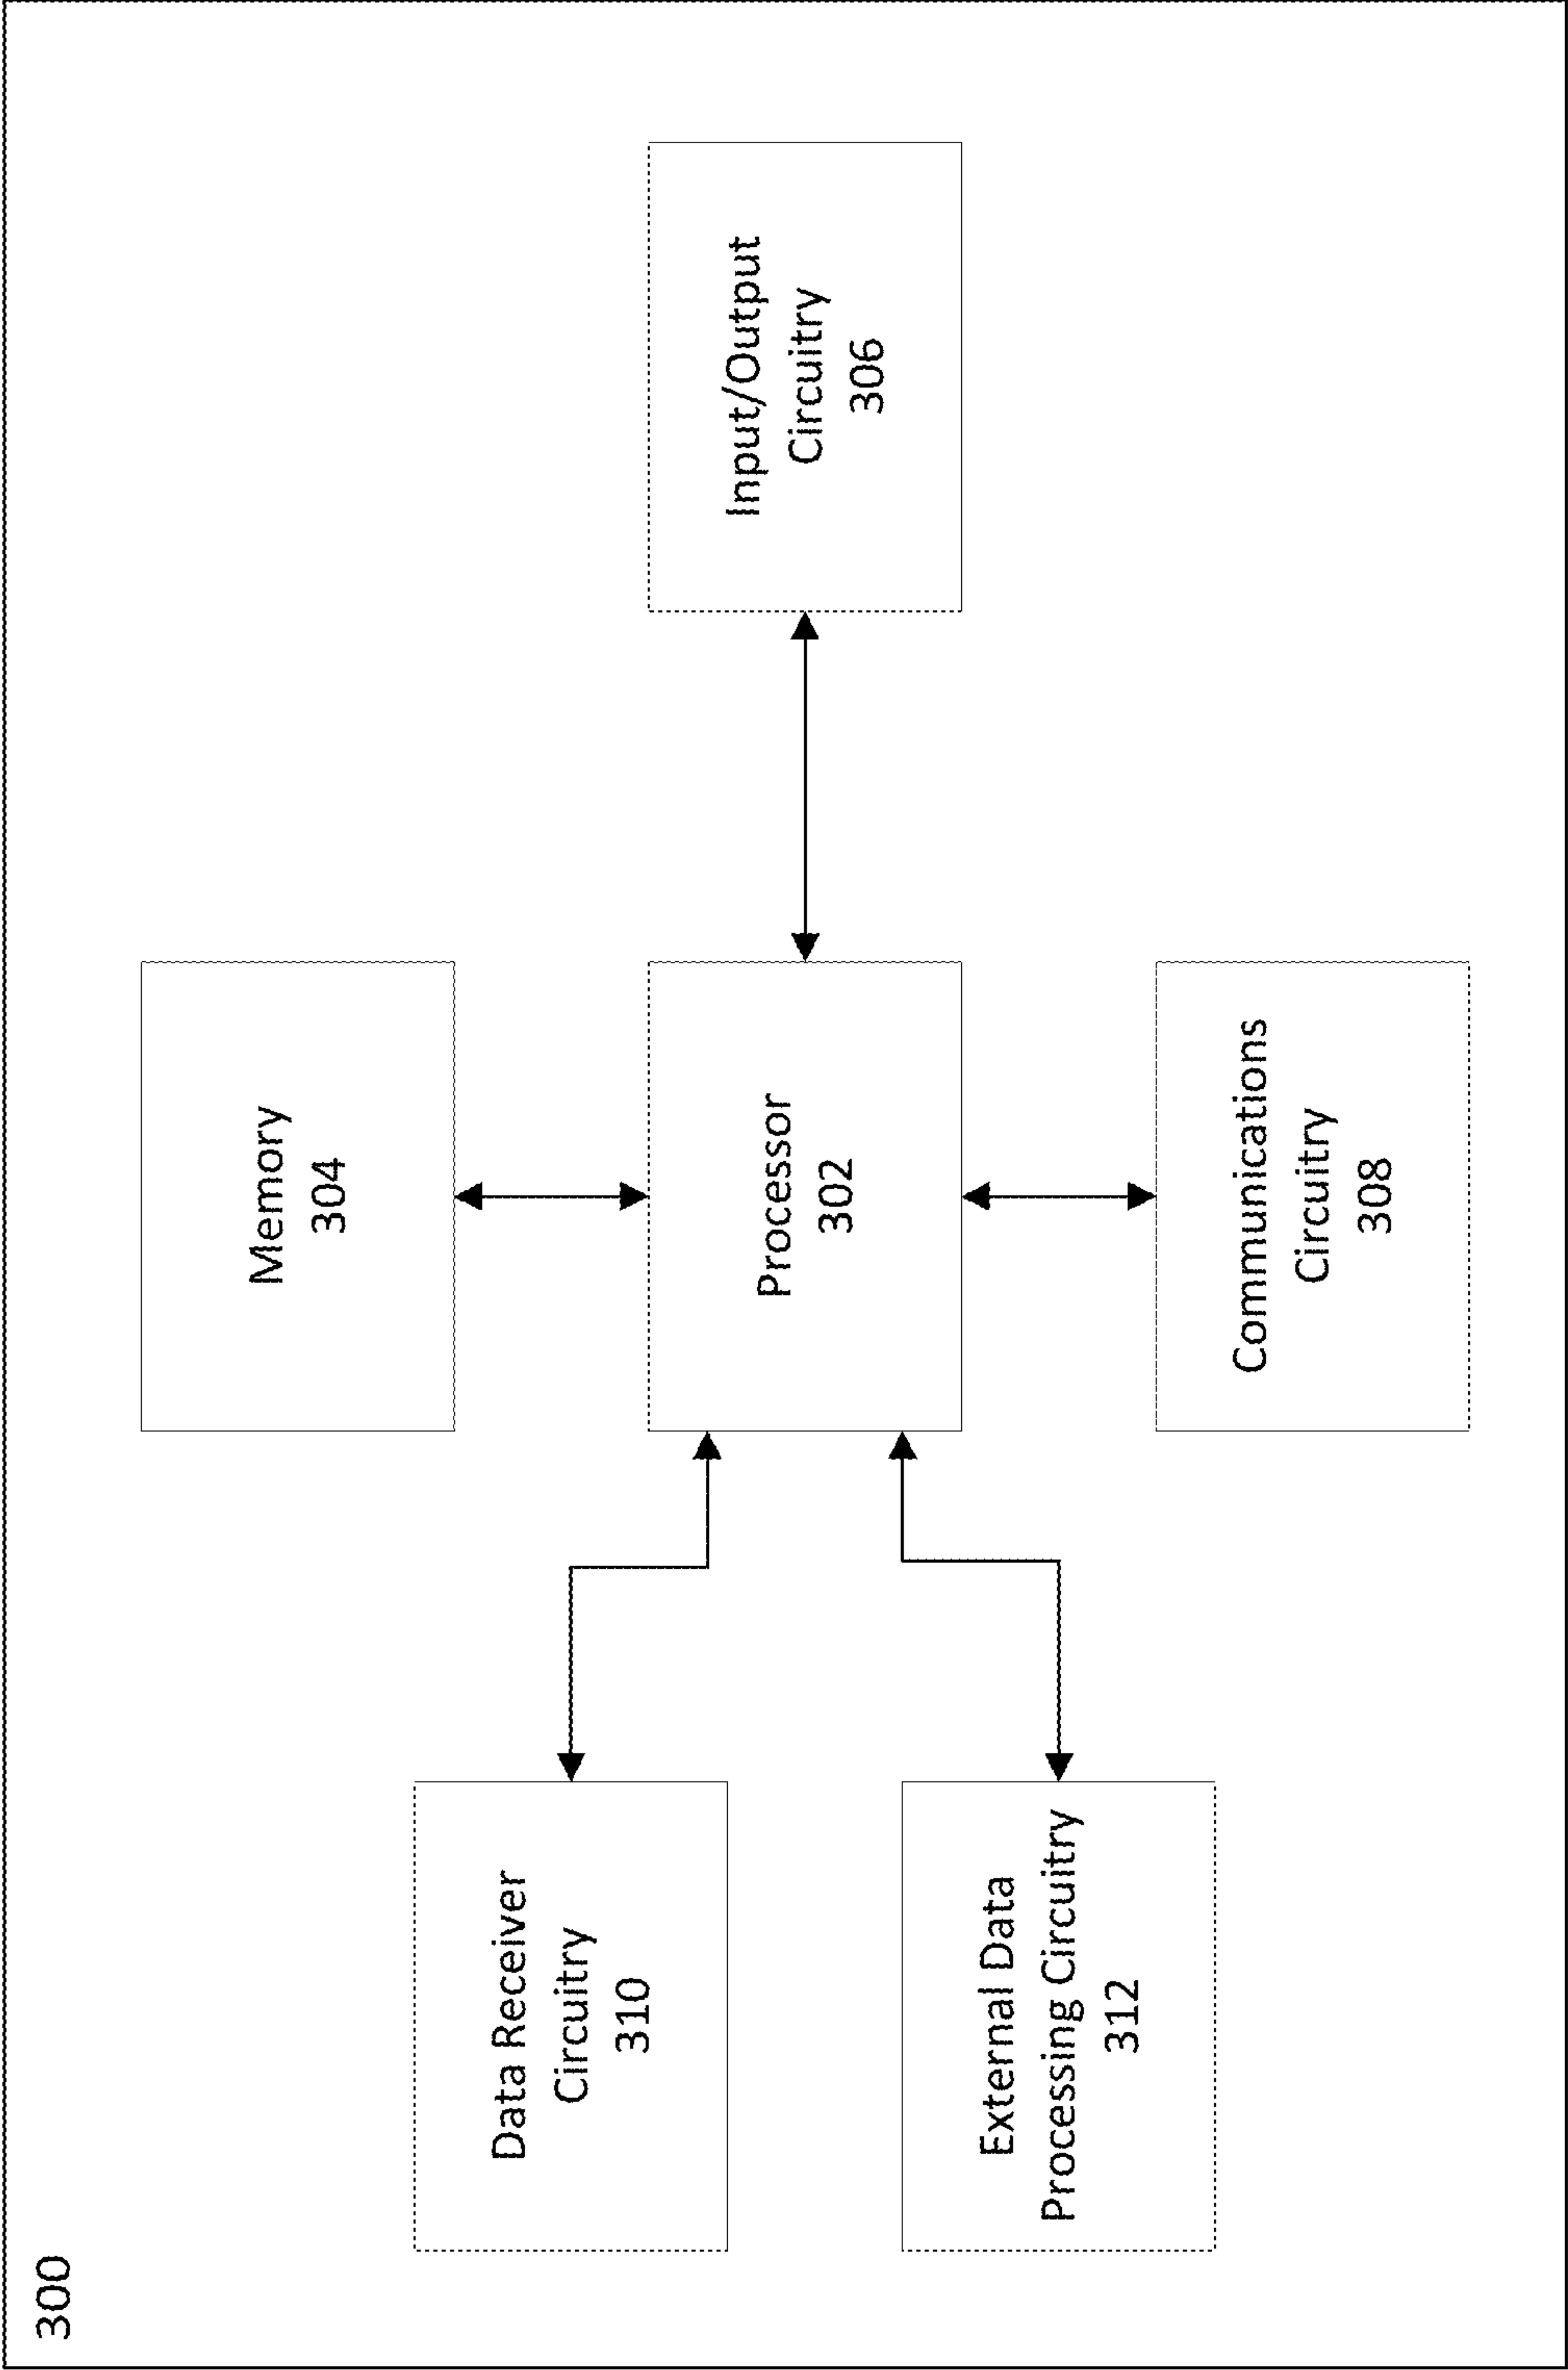 300
Memory
304
Data Receiver
Circuitry
310
Processor
302
Input/Output
Circuitry
306
External Data
Processing Circuitry
312
Communications
Circuitry
308